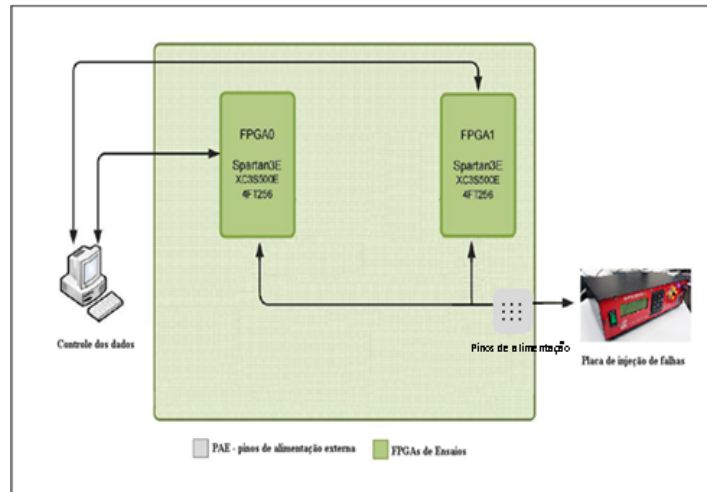 FPGA0
Spartan3E
XC3S500E
4FT256
FPGA1
Spartan3E
XC3S500E
4FT256
Controle dos dados
Pinos de alimentação
Placa de injeção de falhas
PAE - pinos de alimentação externa
FPGAs de Ensaios